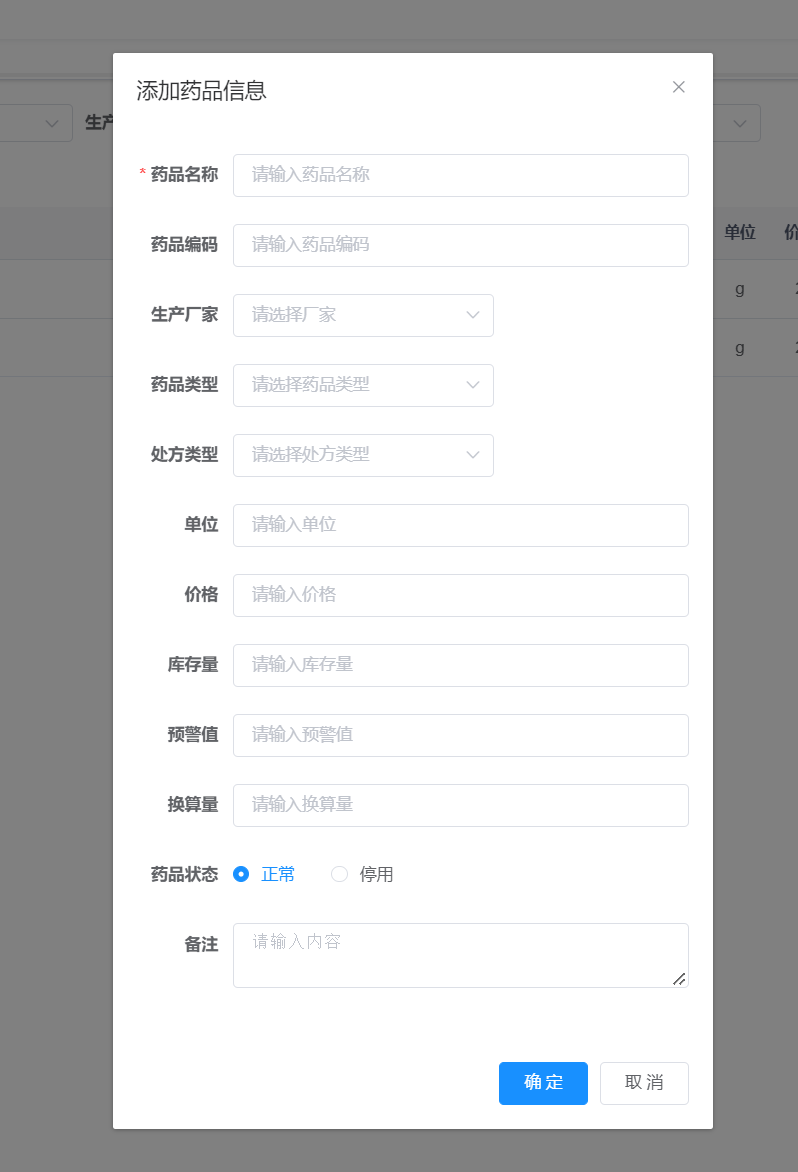 添加药品信息
生产
* 药品名称 请输入药品名称
药品编码 请输入药品编码
单位 价
生产厂家 请选择厂家
g
g
药品类型 请选择药品类型
处方类型 请选择处方类型
单位 请输入单位
价格 请输入价格
库存量 请输入库存量
预警值 请输入预警值
换算量 请输入换算量
药品状态 正常 停用
备注 请输入内容
确定 取消